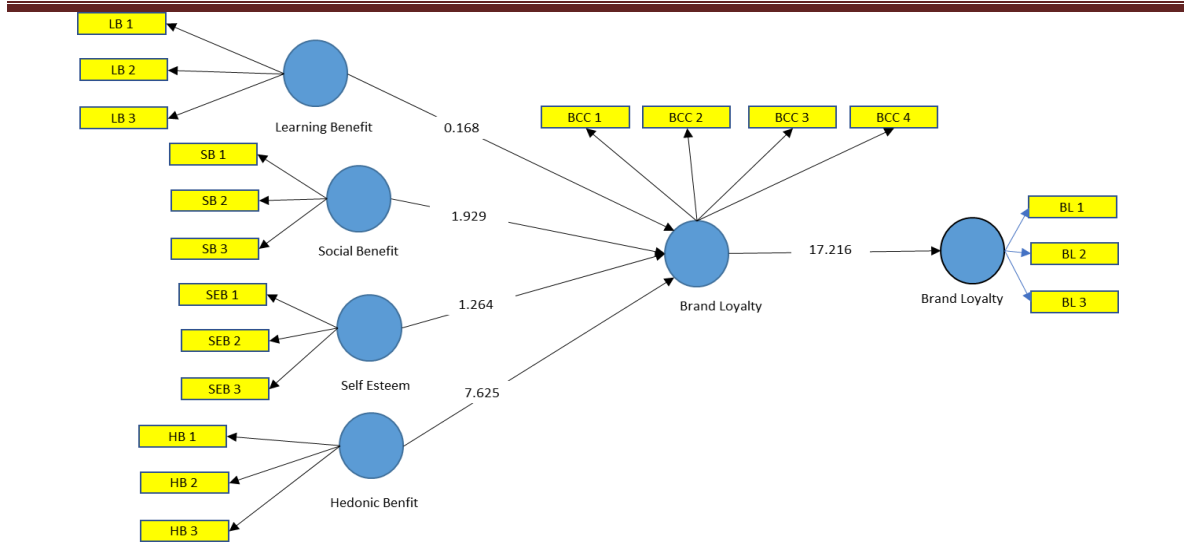 LB 1
LB 2
LB 3
Learning Benefit
SB 1
SB 2
SB 3
Social Benefit
SEB 1
SEB 2
SEB 3
Self Esteem
HB 1
HB 2
HB 3
Hedonic Benfit
0.168
1.929
1.264
7.625
BCC 1
BCC 2
BCC 3
BCC 4
Brand Loyalty
17.216
Brand Loyalty
BL 1
BL 2
BL 3